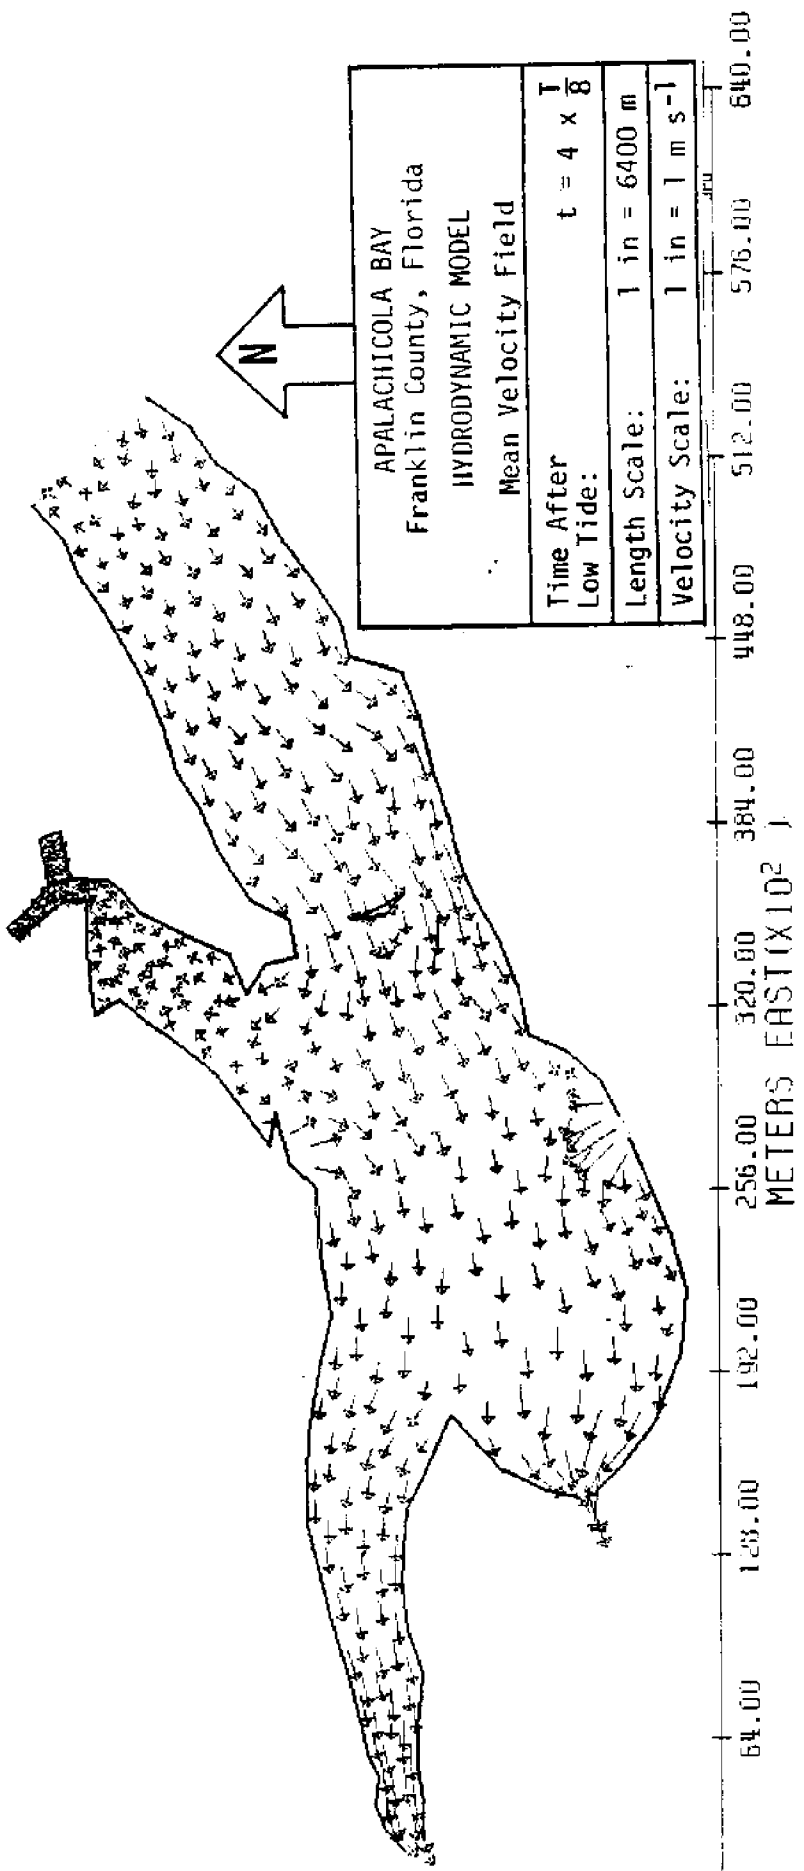 N
APALACHICOLA BAY
Franklin County, Florida
HYDRODYNAMIC MODEL
Mean Velocity Field
Time After
Low Tide: t = 4 x T/8
Length Scale: 1 in = 6400 m
Velocity Scale: 1 in = 1 m s-1
64.00 128.00 192.00 256.00 320.00 384.00 448.00 512.00 576.00 640.00
METERS EAST(X10² )